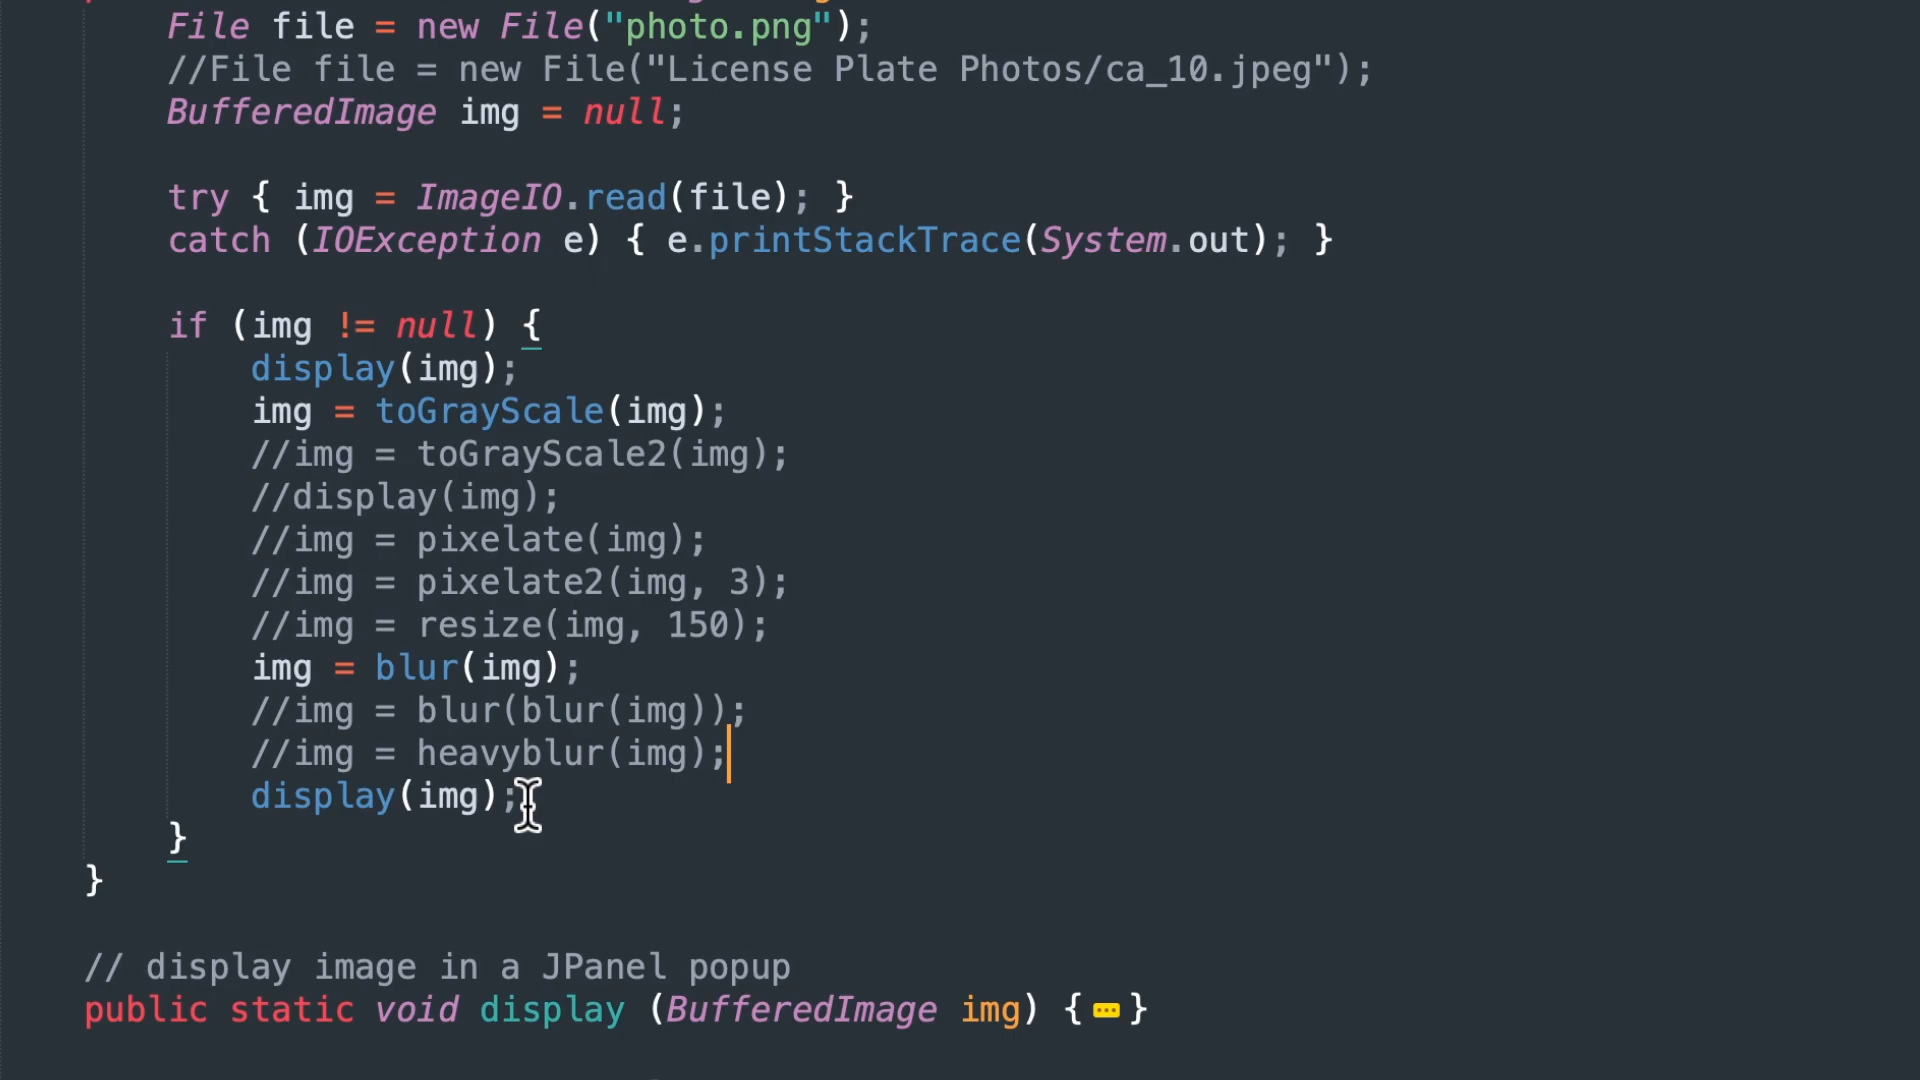 File file = new File("photo.png");
//File file = new File("License Plate Photos/ca_10.jpeg");
BufferedImage img = null;
try { img = ImageIO.read(file); }
catch (IOException e) { e.printStackTrace(System.out); }
if (img != null) {
display(img);
img = toGrayScale(img);
//img = toGrayScale2(img);
//display(img);
//img = pixelate(img);
//img = pixelate2(img, 3);
//img = resize(img, 150);
img = blur(img);
//img = blur(blur(img));
//img = heavyblur(img);
display(img);
}
}
// display image in a JPanel popup
public static void display (BufferedImage img) {…}